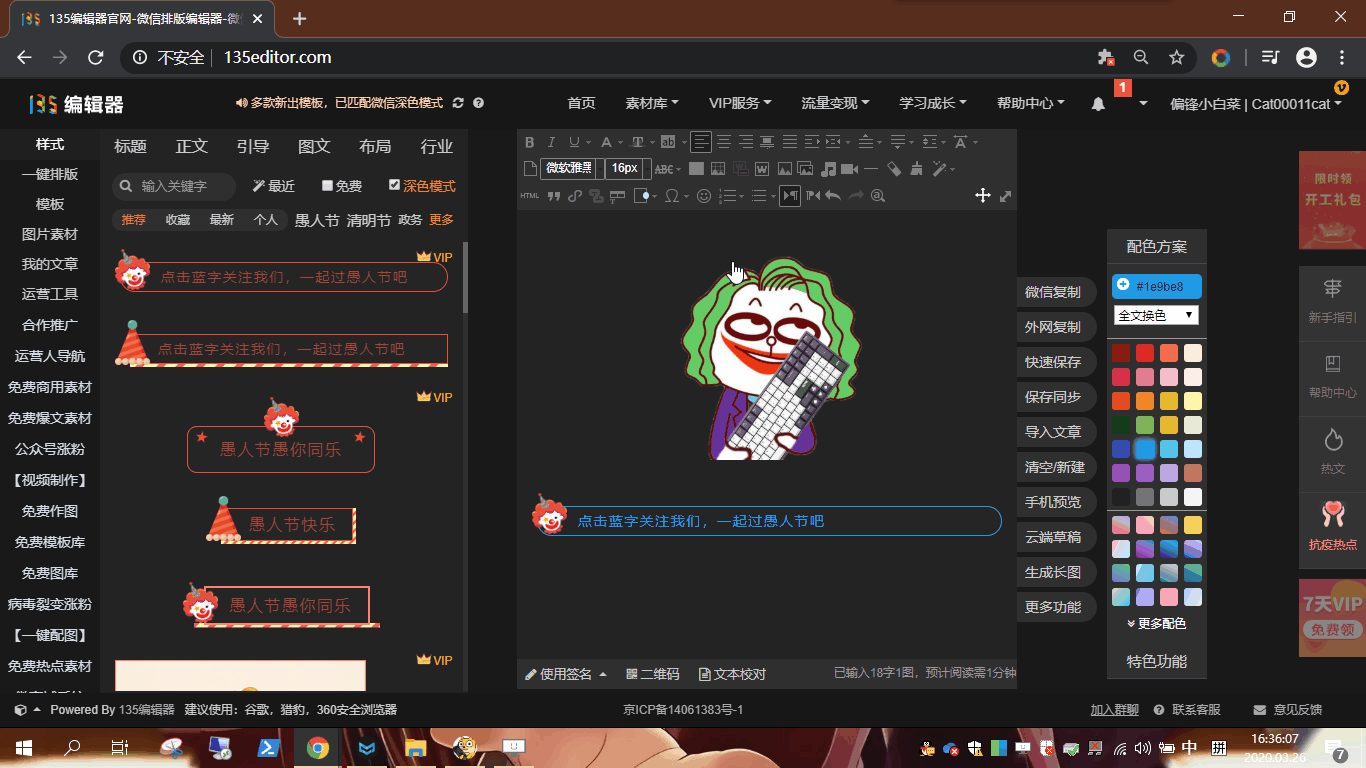 135编辑器官网-微信排版编辑器-微
不安全 135editor.com
135 编辑器
多款新出模板，已匹配微信深色模式
首页 素材库 VIP服务 流量变现 学习成长 帮助中心 1 偏锋小白菜 | Cat00011cat
样式
一键排版
模板
图片素材
我的文章
运营工具
合作推广
运营人导航
免费商用素材
免费爆文素材
公众号涨粉
【视频制作】
免费作图
免费模板库
免费图库
病毒裂变涨粉
【一键配图】
免费热点素材
标题 正文 引导 图文 布局 行业
输入关键字 最近 免费 深色模式
推荐 收藏 最新 个人 愚人节 清明节 政务 更多
VIP
点击蓝字关注我们，一起过愚人节吧
点击蓝字关注我们，一起过愚人节吧
VIP
愚人节愚你同乐
愚人节快乐
愚人节愚你同乐
VIP
B I U A T ab
微软雅黑 16px ABC W
HTML
点击蓝字关注我们，一起过愚人节吧
使用签名 二维码 文本校对 已输入18字1图，预计阅读需1分钟
微信复制
外网复制
快速保存
保存同步
导入文章
清空/新建
手机预览
云端草稿
生成长图
更多功能
配色方案
#1e9be8
全文换色
更多配色
特色功能
限时领
开工礼包
新手指引
帮助中心
热文
抗疫热点
7天VIP
免费领
Powered By 135编辑器 建议使用：谷歌，猎豹，360安全浏览器 京ICP备14061383号-1 加入群聊 联系客服 意见反馈
中 拼 16:36:07
2020.03.26
7